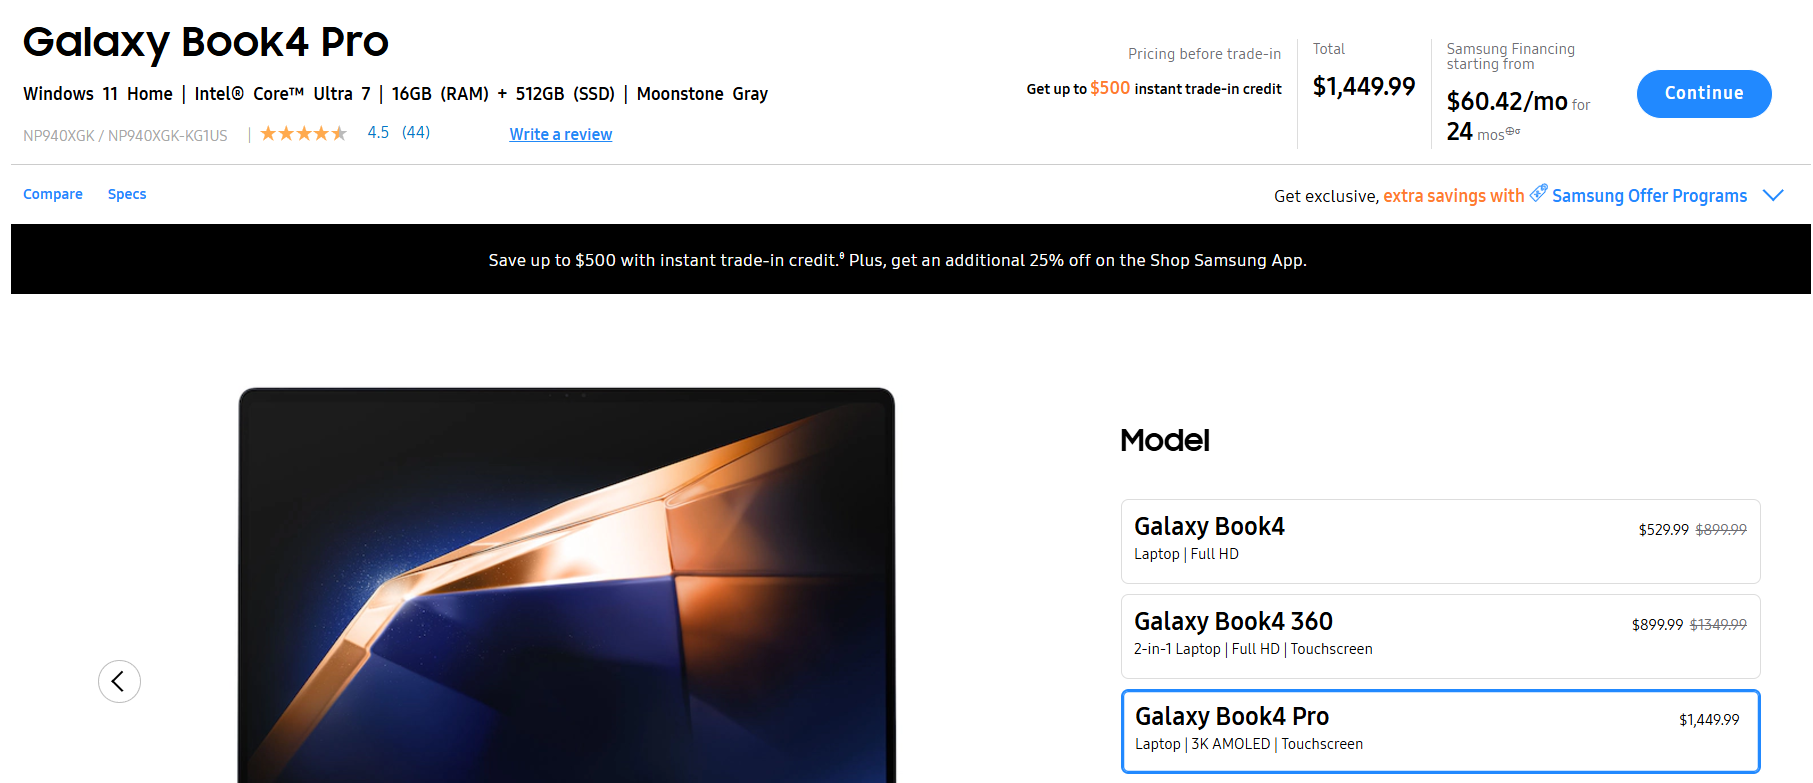 Galaxy Book4 Pro
Windows 11 Home | Intel® Core™ Ultra 7 | 16GB (RAM) + 512GB (SSD) | Moonstone Gray
NP940XGK / NP940XGK-KG1US | 4.5 (44) Write a review
Pricing before trade-in
Get up to $500 instant trade-in credit
Total
$1,449.99
Samsung Financing
starting from
$60.42/mo for
24 mos
Continue
Compare Specs
Get exclusive, extra savings with Samsung Offer Programs
Save up to $500 with instant trade-in credit.θ Plus, get an additional 25% off on the Shop Samsung App.
Model
Galaxy Book4
Laptop | Full HD
$529.99 $899.99
Galaxy Book4 360
2-in-1 Laptop | Full HD | Touchscreen
$899.99 $1349.99
Galaxy Book4 Pro
Laptop | 3K AMOLED | Touchscreen
$1,449.99